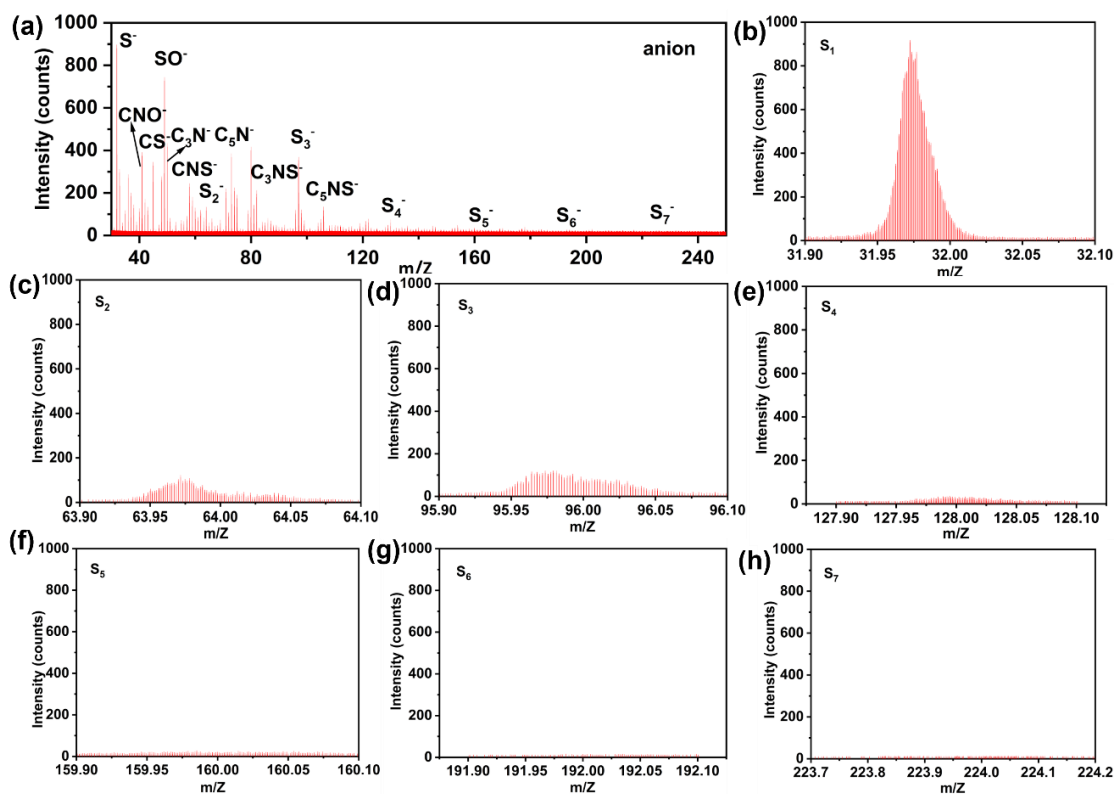 (a)
1000
800
600
400
200
0
Intensity (counts)
S⁻
SO⁻
anion
CNO⁻
CS⁻
C₃N⁻
C₅N⁻
CNS⁻
S₂⁻
C₃NS⁻
S₃⁻
C₅NS⁻
S₄⁻
S₅⁻
S₆⁻
S₇⁻
40 80 120 160 200 240
m/Z
(b)
S₁
1000
800
600
400
200
0
Intensity (counts)
31.90 31.95 32.00 32.05 32.10
m/Z
(c)
S₂
1000
800
600
400
200
0
Intensity (counts)
63.90 63.95 64.00 64.05 64.10
m/Z
(d)
S₃
1000
800
600
400
200
0
Intensity (counts)
95.90 95.95 96.00 96.05 96.10
m/Z
(e)
S₄
1000
800
600
400
200
0
Intensity (counts)
127.90 127.95 128.00 128.05 128.10
m/Z
(f)
S₅
1000
800
600
400
200
0
Intensity (counts)
159.90 159.95 160.00 160.05 160.10
m/Z
(g)
S₆
1000
800
600
400
200
0
Intensity (counts)
191.90 191.95 192.00 192.05 192.10
m/Z
(h)
S₇
1000
800
600
400
200
0
Intensity (counts)
223.7 223.8 223.9 224.0 224.1 224.2
m/Z